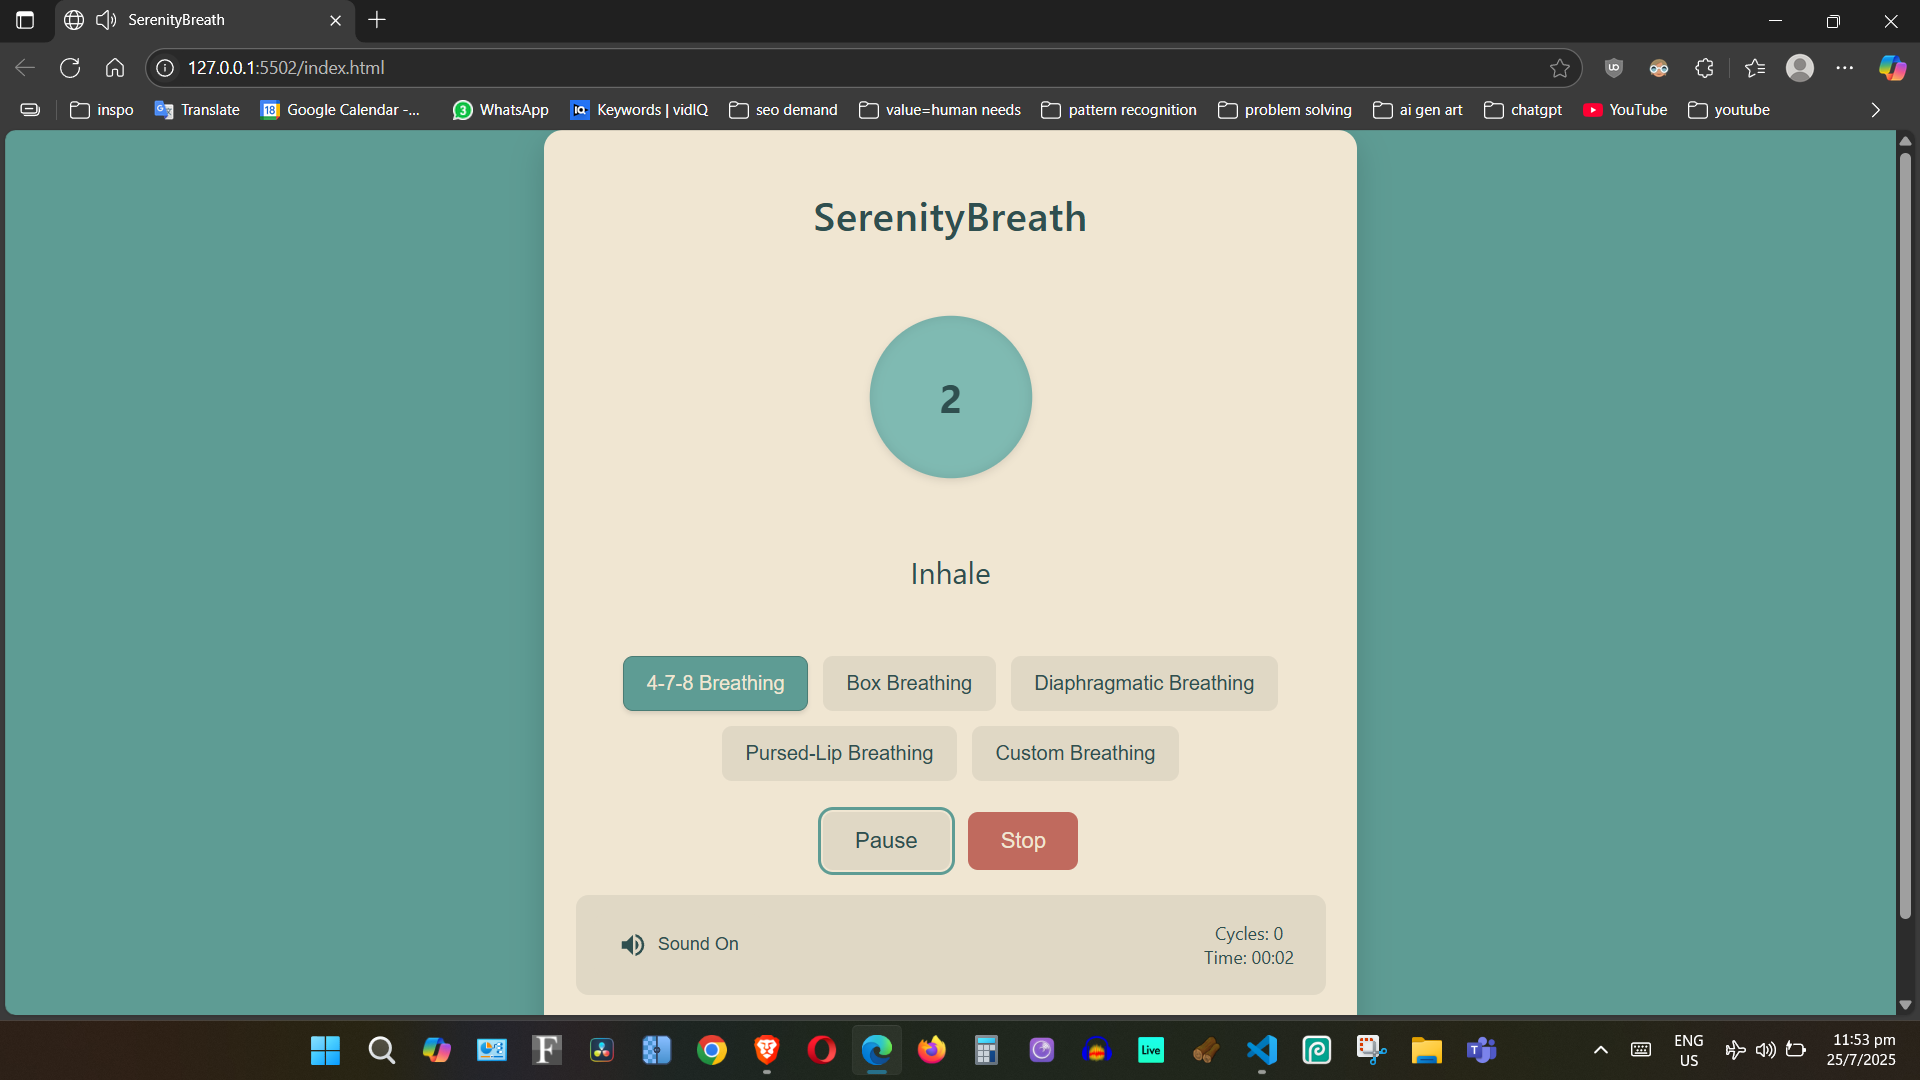 SerenityBreath
127.0.0.1:5502/index.html
inspo
Translate
18
Google Calendar -...
3
WhatsApp
Keywords | vidIQ
seo demand
value=human needs
pattern recognition
problem solving
ai gen art
chatgpt
YouTube
youtube
SerenityBreath
2
Inhale
4-7-8 Breathing
Box Breathing
Diaphragmatic Breathing
Pursed-Lip Breathing
Custom Breathing
Pause
Stop
Sound On
Cycles: 0
Time: 00:02
F
Live
ENG
US
11:53 pm
25/7/2025